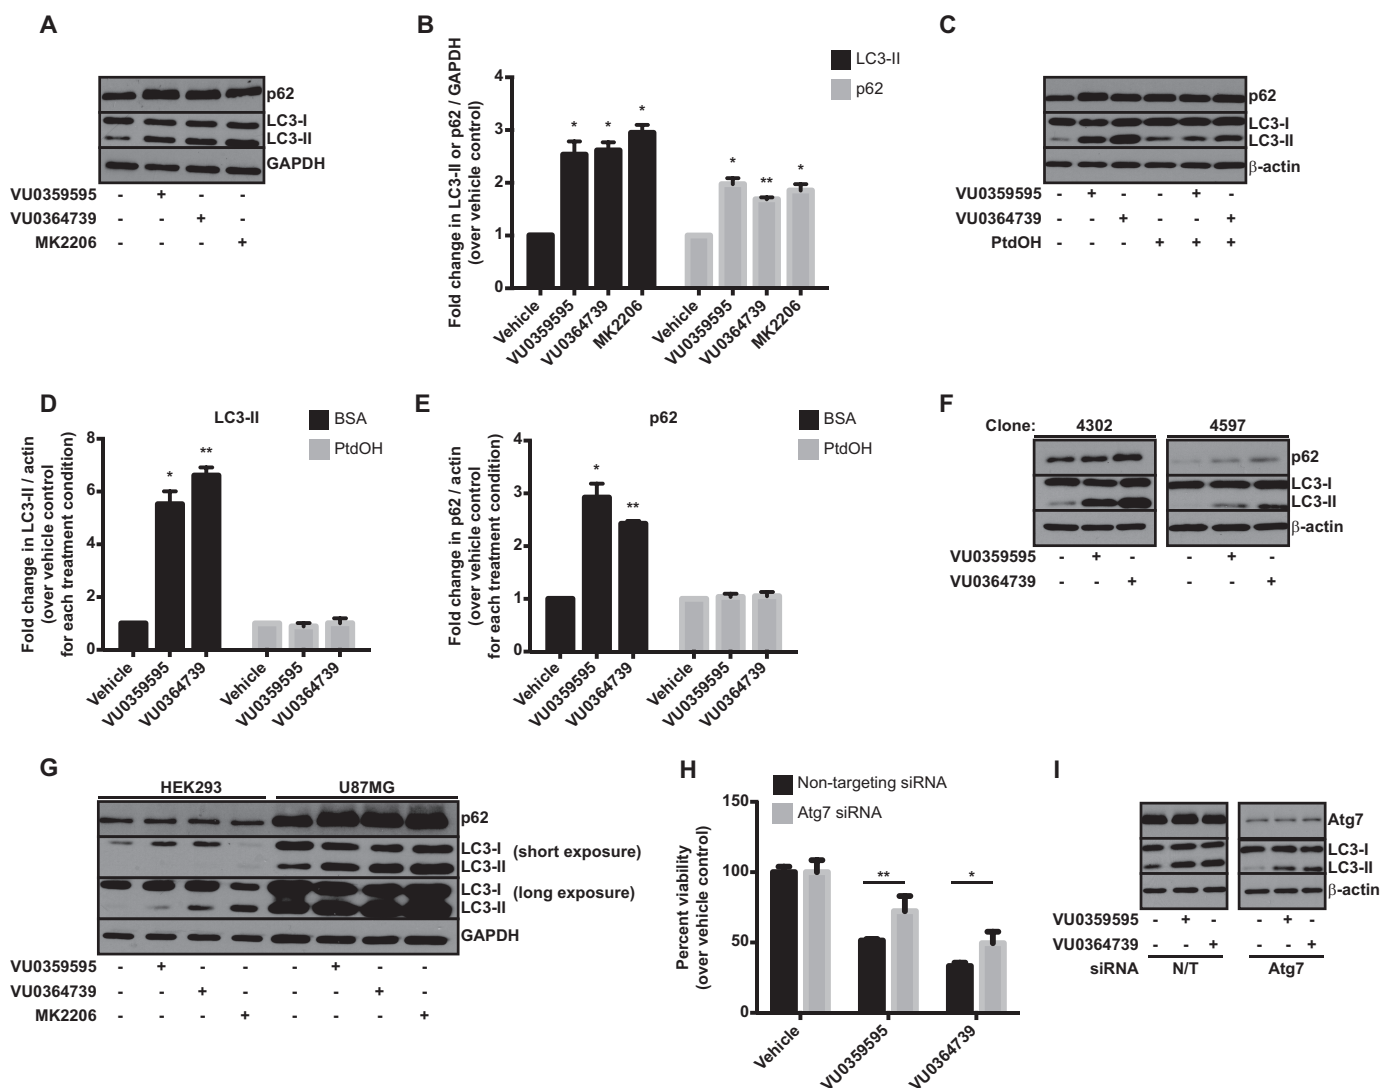 A
p62
LC3-I
LC3-II
GAPDH
VU0359595 - + - -
VU0364739 - - + -
MK2206 - - - +
B
LC3-II
p62
Fold change in LC3-II or p62 / GAPDH
(over vehicle control)
4
3
2
1
0
* * * * ** *
Vehicle
VU0359595
VU0364739
MK2206
Vehicle
VU0359595
VU0364739
MK2206
C
p62
LC3-I
LC3-II
β-actin
VU0359595 - + - - + -
VU0364739 - - + - - +
PtdOH - - - + + +
D
LC3-II
BSA
PtdOH
Fold change in LC3-II / actin
(over vehicle control
for each treatment condition)
8
6
4
2
0
* **
Vehicle
VU0359595
VU0364739
Vehicle
VU0359595
VU0364739
E
p62
BSA
PtdOH
Fold change in p62 / actin
(over vehicle control
for each treatment condition)
4
3
2
1
0
* **
Vehicle
VU0359595
VU0364739
Vehicle
VU0359595
VU0364739
F
Clone: 4302 4597
p62
LC3-I
LC3-II
β-actin
VU0359595 - + - - + -
VU0364739 - - + - - +
G
HEK293 U87MG
p62
LC3-I (short exposure)
LC3-II
LC3-I (long exposure)
LC3-II
GAPDH
VU0359595 - + - - - + - -
VU0364739 - - + - - - + -
MK2206 - - - + - - - +
H
Non-targeting siRNA
Atg7 siRNA
Percent viability
(over vehicle control)
150
100
50
0
** *
Vehicle
VU0359595
VU0364739
I
Atg7
LC3-I
LC3-II
β-actin
VU0359595 - + - - + -
VU0364739 - - + - - +
siRNA N/T Atg7